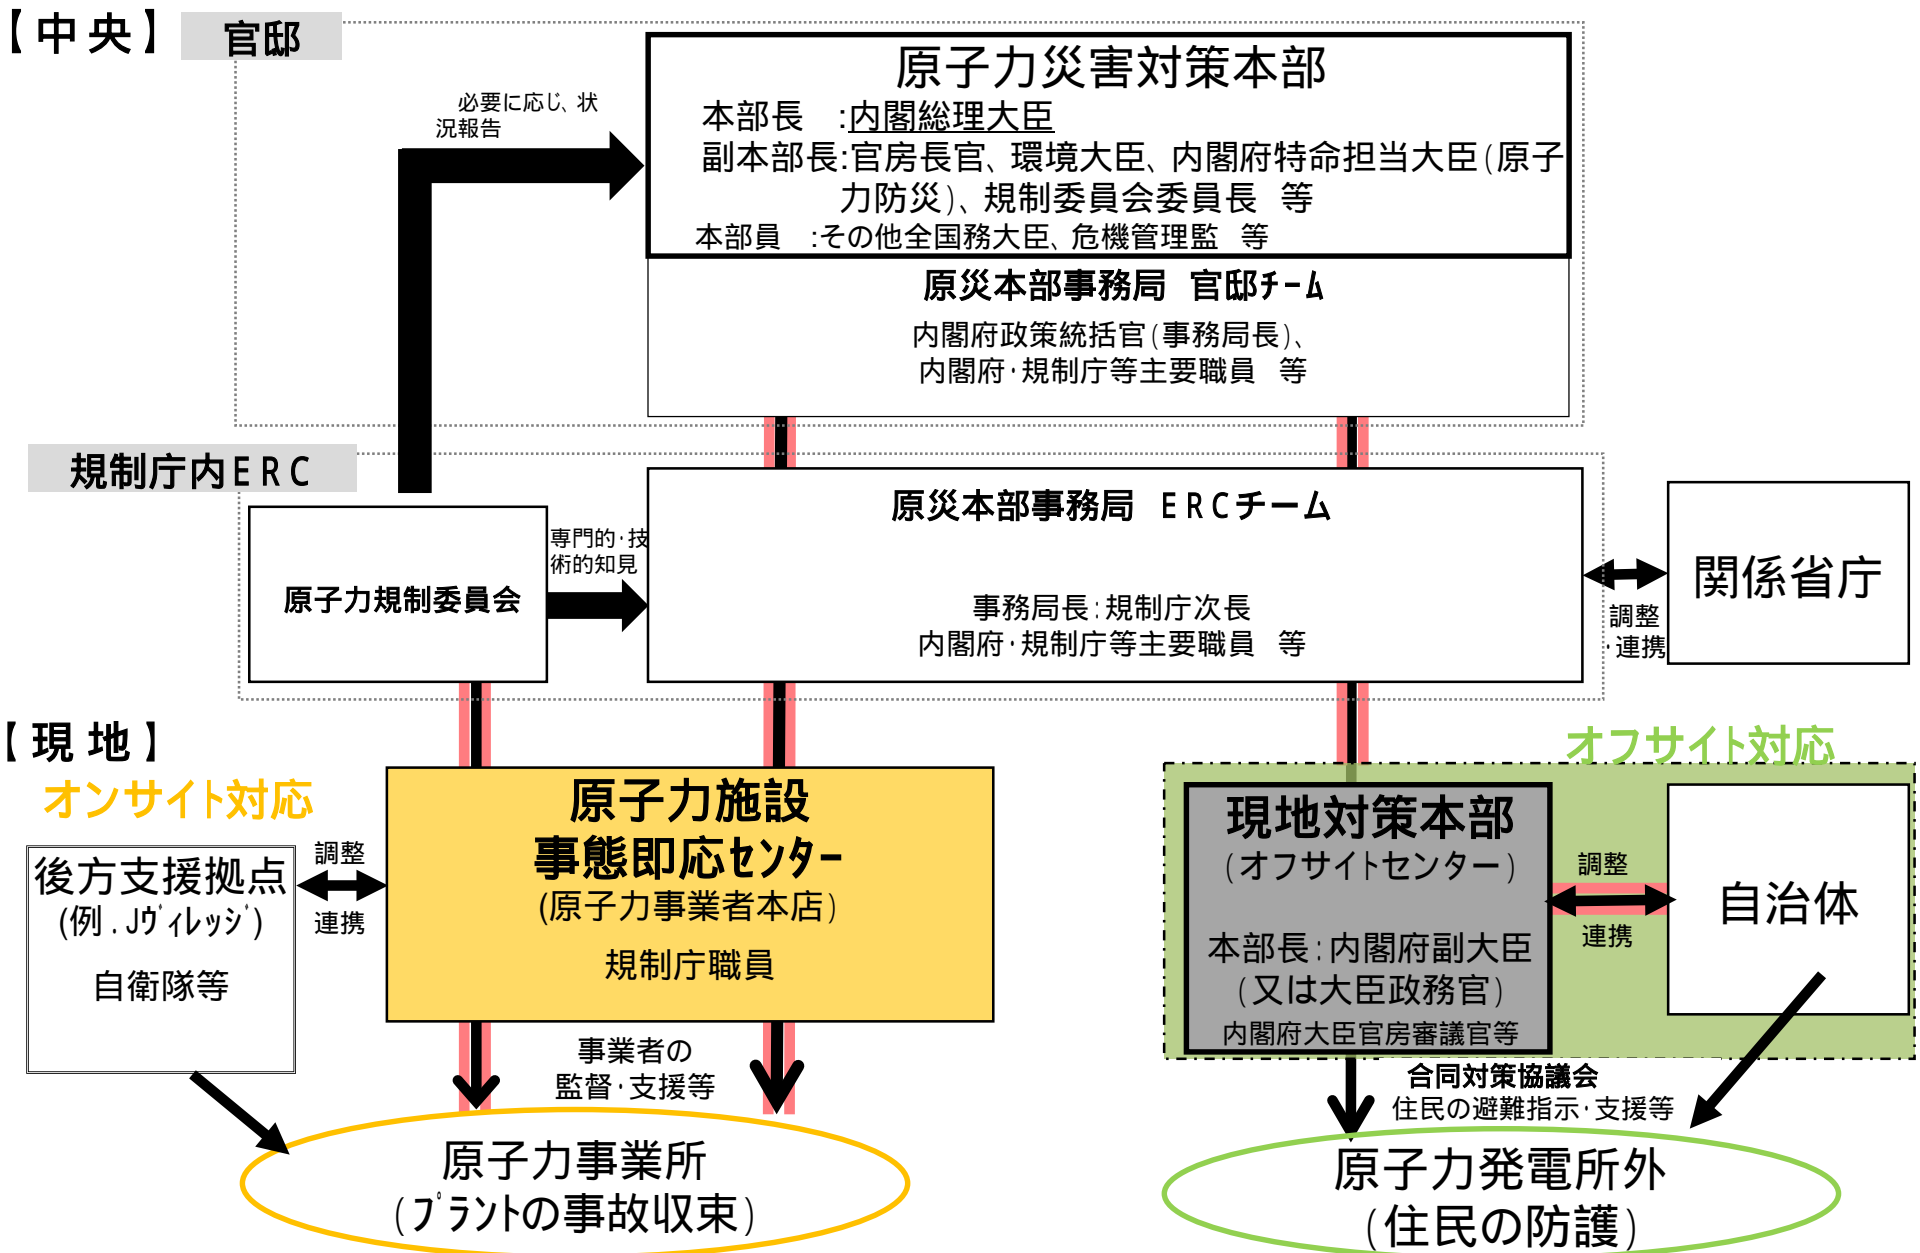 【中央】
官邸
必要に応じ、状
況報告
原子力災害対策本部
本部長　:内閣総理大臣
副本部長:官房長官、環境大臣、内閣府特命担当大臣(原子
力防災)、規制委員会委員長　等
本部員　:その他全国務大臣、危機管理監　等
原災本部事務局　官邸ﾁｰﾑ
内閣府政策統括官(事務局長)、
内閣府・規制庁等主要職員　等
規制庁内ERC
原子力規制委員会
専門的・技
術的知見
原災本部事務局　ERCチーム
事務局長:規制庁次長
内閣府・規制庁等主要職員　等
調整
・連携
関係省庁
【現地】
オンサイト対応
後方支援拠点
(例．Jｳﾞｨﾚｯｼﾞ)
自衛隊等
調整
連携
原子力施設
事態即応ｾﾝﾀｰ
(原子力事業者本店)
規制庁職員
事業者の
監督・支援等
原子力事業所
(ﾌﾟﾗﾝﾄの事故収束)
オフサイト対応
現地対策本部
(オフサイトセンター)
本部長:内閣府副大臣
(又は大臣政務官)
内閣府大臣官房審議官等
調整
連携
自治体
合同対策協議会
住民の避難指示・支援等
原子力発電所外
(住民の防護)